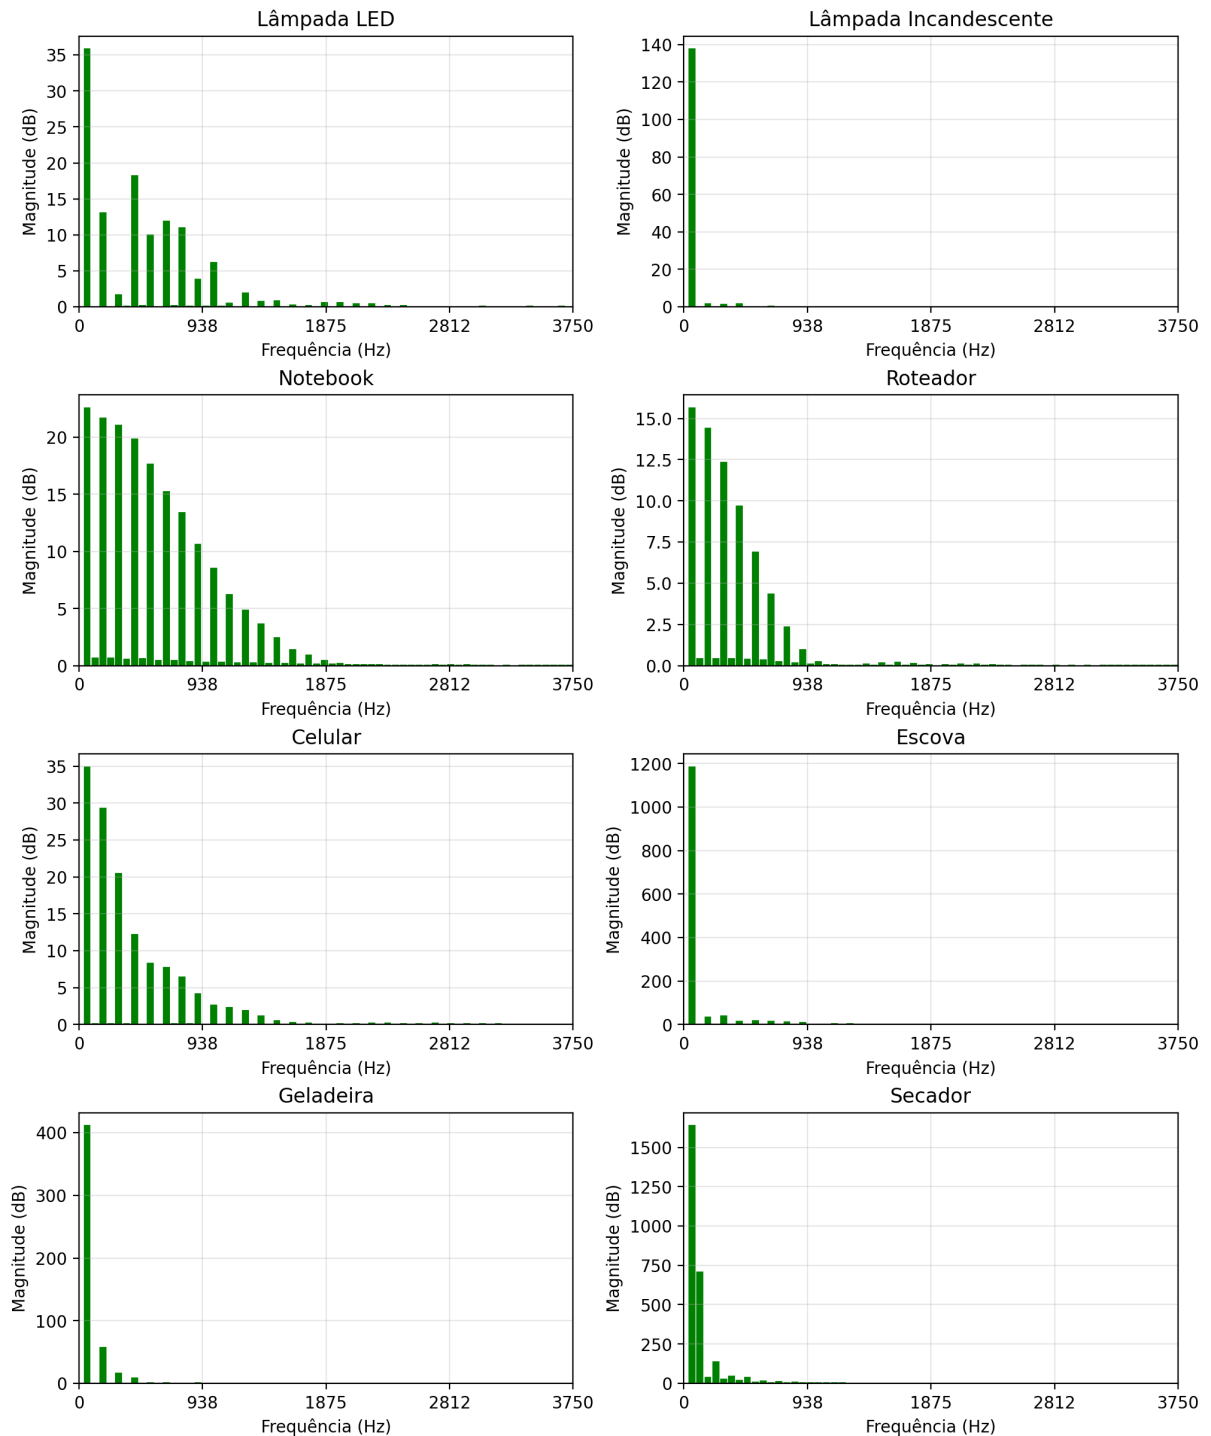 Lâmpada LED
Magnitude (dB)
35
30
25
20
15
10
5
0
0 938 1875 2812 3750
Frequência (Hz)
Lâmpada Incandescente
Magnitude (dB)
140
120
100
80
60
40
20
0
0 938 1875 2812 3750
Frequência (Hz)
Notebook
Magnitude (dB)
20
15
10
5
0
0 938 1875 2812 3750
Frequência (Hz)
Roteador
Magnitude (dB)
15.0
12.5
10.0
7.5
5.0
2.5
0.0
0 938 1875 2812 3750
Frequência (Hz)
Celular
Magnitude (dB)
35
30
25
20
15
10
5
0
0 938 1875 2812 3750
Frequência (Hz)
Escova
Magnitude (dB)
1200
1000
800
600
400
200
0
0 938 1875 2812 3750
Frequência (Hz)
Geladeira
Magnitude (dB)
400
300
200
100
0
0 938 1875 2812 3750
Frequência (Hz)
Secador
Magnitude (dB)
1500
1250
1000
750
500
250
0
0 938 1875 2812 3750
Frequência (Hz)